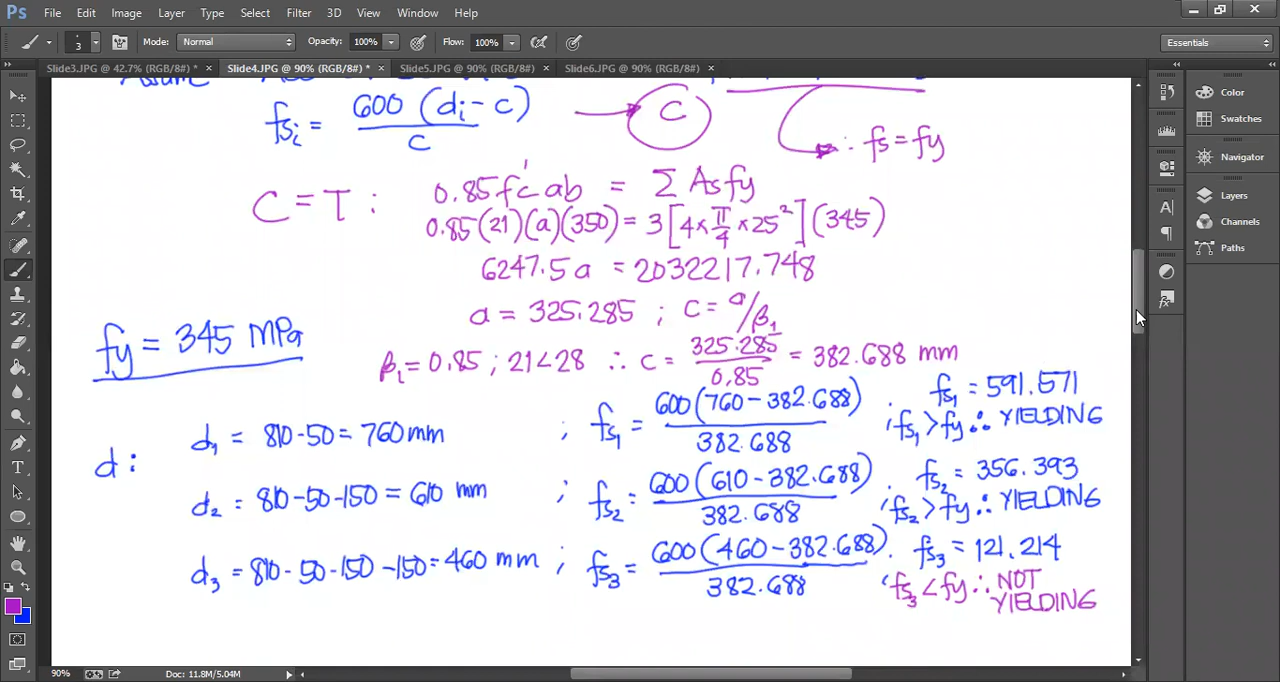 Ps File Edit Image Layer Type Select Filter 3D View Window Help
3 Mode: Normal Opacity: 100% Flow: 100% Essentials
Slide3.JPG @ 42.7% (RGB/8#) * × Slide4.JPG @ 90% (RGB/8#) * × Slide5.JPG @ 90% (RGB/8#) × Slide6.JPG @ 90% (RGB/8#) ×
Assume
fsi = 600 (di - c) / c → C ∴ fs = fy
C = T : 0.85 fc' ab = Σ As fy
0.85(21)(a)(350) = 3[4 × π/4 × 25²](345)
6247.5 a = 2032217.748
a = 325.285 ; C = a/β1
fy = 345 MPa
β1 = 0.85 ; 21 < 28 ∴ c = 325.285 / 0.85 = 382.688 mm
d :
d1 = 810 - 50 = 760 mm ; fs1 = 600(760 - 382.688) / 382.688 ; fs1 = 591.571
fs1 > fy ∴ YIELDING
d2 = 810 - 50 - 150 = 610 mm ; fs2 = 600(610 - 382.688) / 382.688 ; fs2 = 356.393
fs2 > fy ∴ YIELDING
d3 = 810 - 50 - 150 - 150 = 460 mm ; fs3 = 600(460 - 382.688) / 382.688 ; fs3 = 121.214
fs3 < fy ∴ NOT
YIELDING
Color
Swatches
Navigator
Layers
Channels
Paths
90% Doc: 11.8M/5.04M